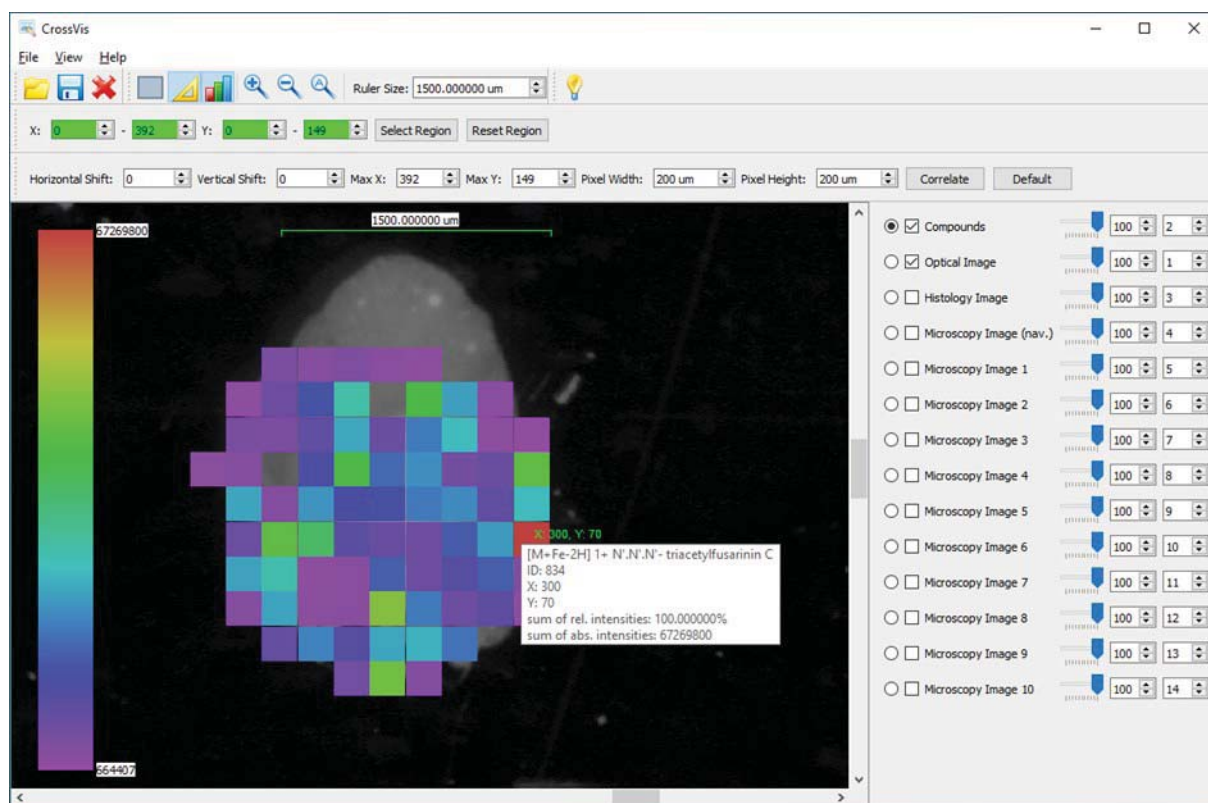 CrossVis
File View Help
Ruler Size: 1500.000000 um
X: 0 - 392 Y: 0 - 149 Select Region Reset Region
Horizontal Shift: 0 Vertical Shift: 0 Max X: 392 Max Y: 149 Pixel Width: 200 um Pixel Height: 200 um Correlate Default
67269800
1500.000000 um
664407
X: 300, Y: 70
[M+Fe-2H] 1+ N'.N'.N'- triacetylfusarinin C
ID: 834
X: 300
Y: 70
sum of rel. intensities: 100.000000%
sum of abs. intensities: 67269800
Compounds 100 2
Optical Image 100 1
Histology Image 100 3
Microscopy Image (nav.) 100 4
Microscopy Image 1 100 5
Microscopy Image 2 100 6
Microscopy Image 3 100 7
Microscopy Image 4 100 8
Microscopy Image 5 100 9
Microscopy Image 6 100 10
Microscopy Image 7 100 11
Microscopy Image 8 100 12
Microscopy Image 9 100 13
Microscopy Image 10 100 14